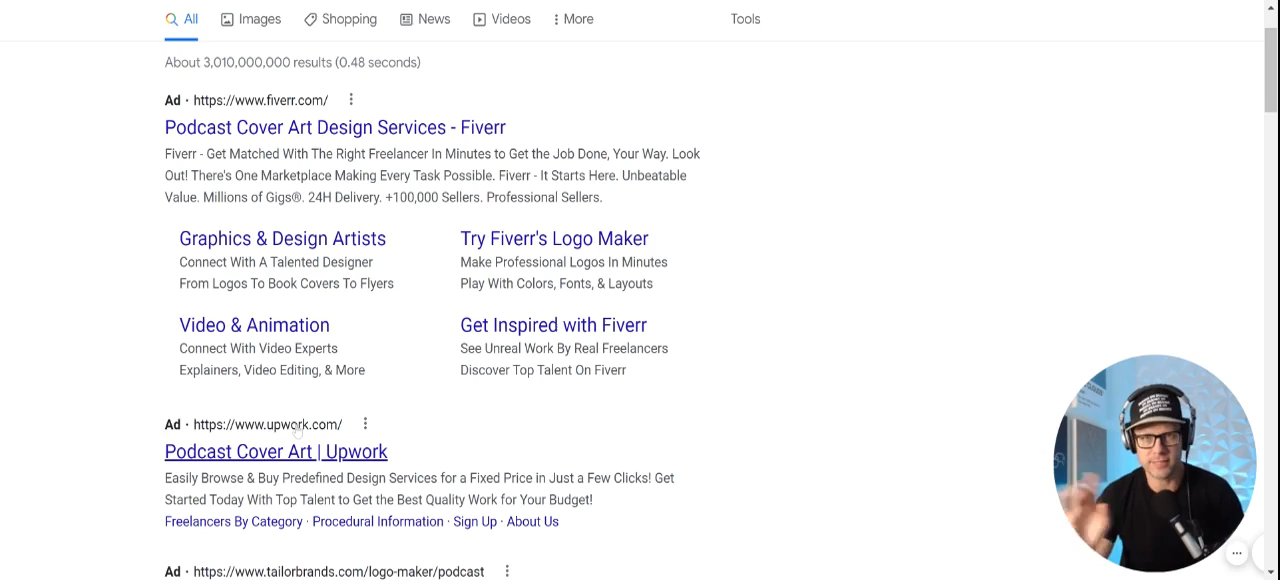 All Images Shopping News Videos More Tools
About 3,010,000,000 results (0.48 seconds)
Ad · https://www.fiverr.com/
Podcast Cover Art Design Services - Fiverr
Fiverr - Get Matched With The Right Freelancer In Minutes to Get the Job Done, Your Way. Look
Out! There's One Marketplace Making Every Task Possible. Fiverr - It Starts Here. Unbeatable
Value. Millions of Gigs®. 24H Delivery. +100,000 Sellers. Professional Sellers.
Graphics & Design Artists
Connect With A Talented Designer
From Logos To Book Covers To Flyers
Try Fiverr's Logo Maker
Make Professional Logos In Minutes
Play With Colors, Fonts, & Layouts
Video & Animation
Connect With Video Experts
Explainers, Video Editing, & More
Get Inspired with Fiverr
See Unreal Work By Real Freelancers
Discover Top Talent On Fiverr
Ad · https://www.upwork.com/
Podcast Cover Art | Upwork
Easily Browse & Buy Predefined Design Services for a Fixed Price in Just a Few Clicks! Get
Started Today With Top Talent to Get the Best Quality Work for Your Budget!
Freelancers By Category · Procedural Information · Sign Up · About Us
Ad · https://www.tailorbrands.com/logo-maker/podcast